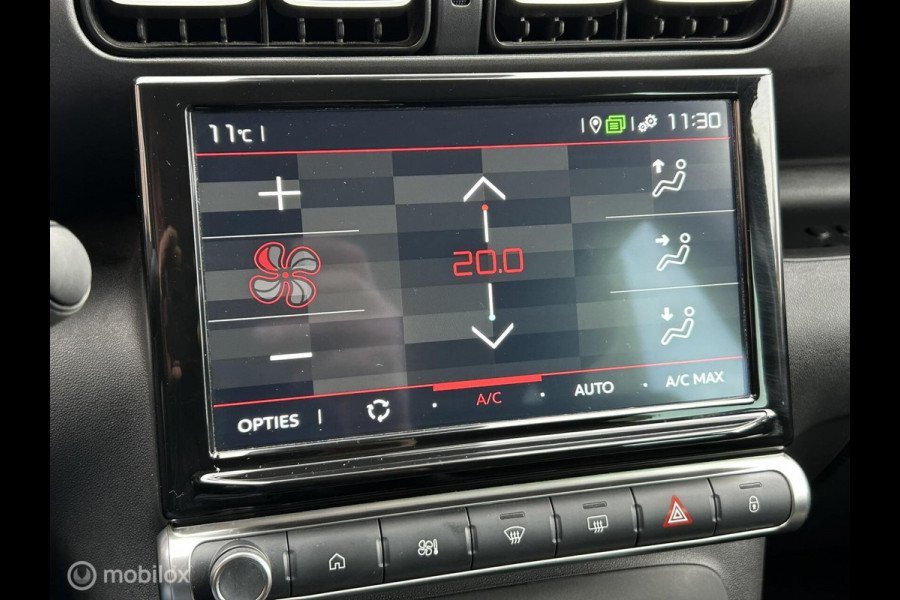 11°C
11:30
20.0
OPTIES
A/C
AUTO
A/C MAX
mobilox